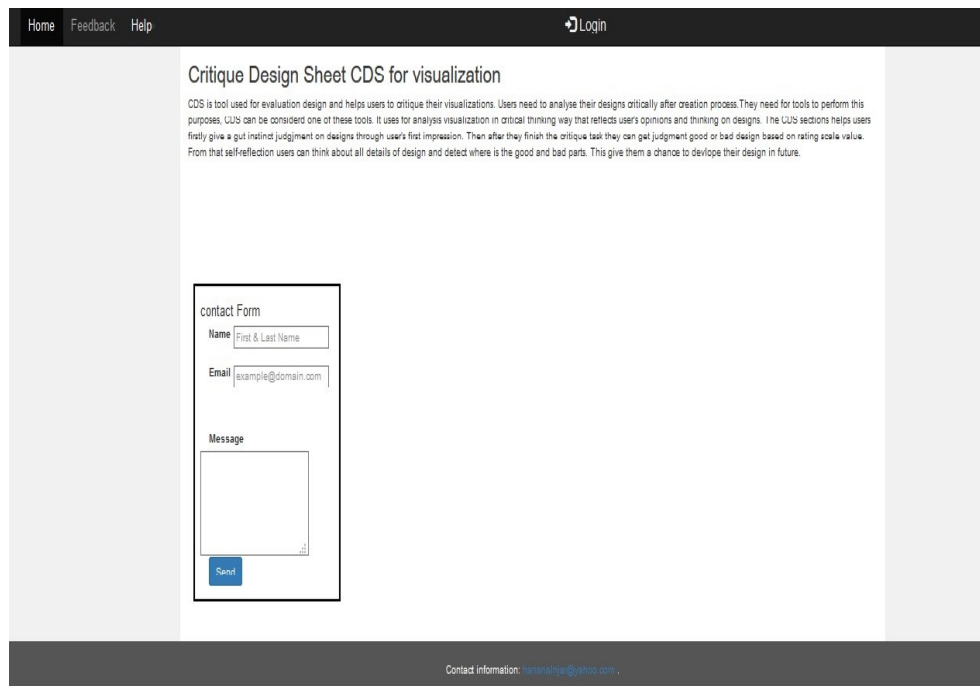 Home Feedback Help Login
Critique Design Sheet CDS for visualization
CDS is tool used for evaluation design and helps users to critique their visualizations. Users need to analyse their designs critically after creation process.They need for tools to perform this
purposes, CDS can be considerd one of these tools. It uses for analysis visualization in critical thinking way that reflects user's opinions and thinking on designs. The CDS sections helps users
firstly give a gut instinct judgjment on designs through user's first impression. Then after they finish the critique task they can get judgment good or bad design based on rating scale value.
From that self-reflection users can think about all details of design and detect where is the good and bad parts. This give them a chance to devlope their design in future.
contact Form
Name First & Last Name
Email example@domain.com
Message
Send
Contact information: .